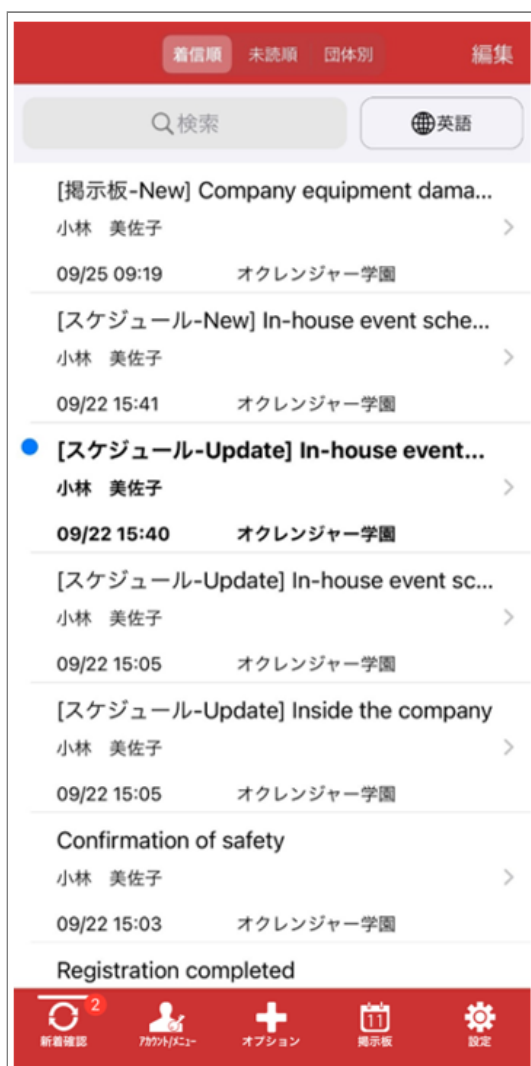 着信順 未読順 団体別 編集
検索 英語
[掲示板-New] Company equipment dama...
小林 美佐子
09/25 09:19 オクレンジャー学園
[スケジュール-New] In-house event sche...
小林 美佐子
09/22 15:41 オクレンジャー学園
[スケジュール-Update] In-house event...
小林 美佐子
09/22 15:40 オクレンジャー学園
[スケジュール-Update] In-house event sc...
小林 美佐子
09/22 15:05 オクレンジャー学園
[スケジュール-Update] Inside the company
小林 美佐子
09/22 15:05 オクレンジャー学園
Confirmation of safety
小林 美佐子
09/22 15:03 オクレンジャー学園
Registration completed
2 11
新着確認 アカウント/メニュー オプション 掲示板 設定